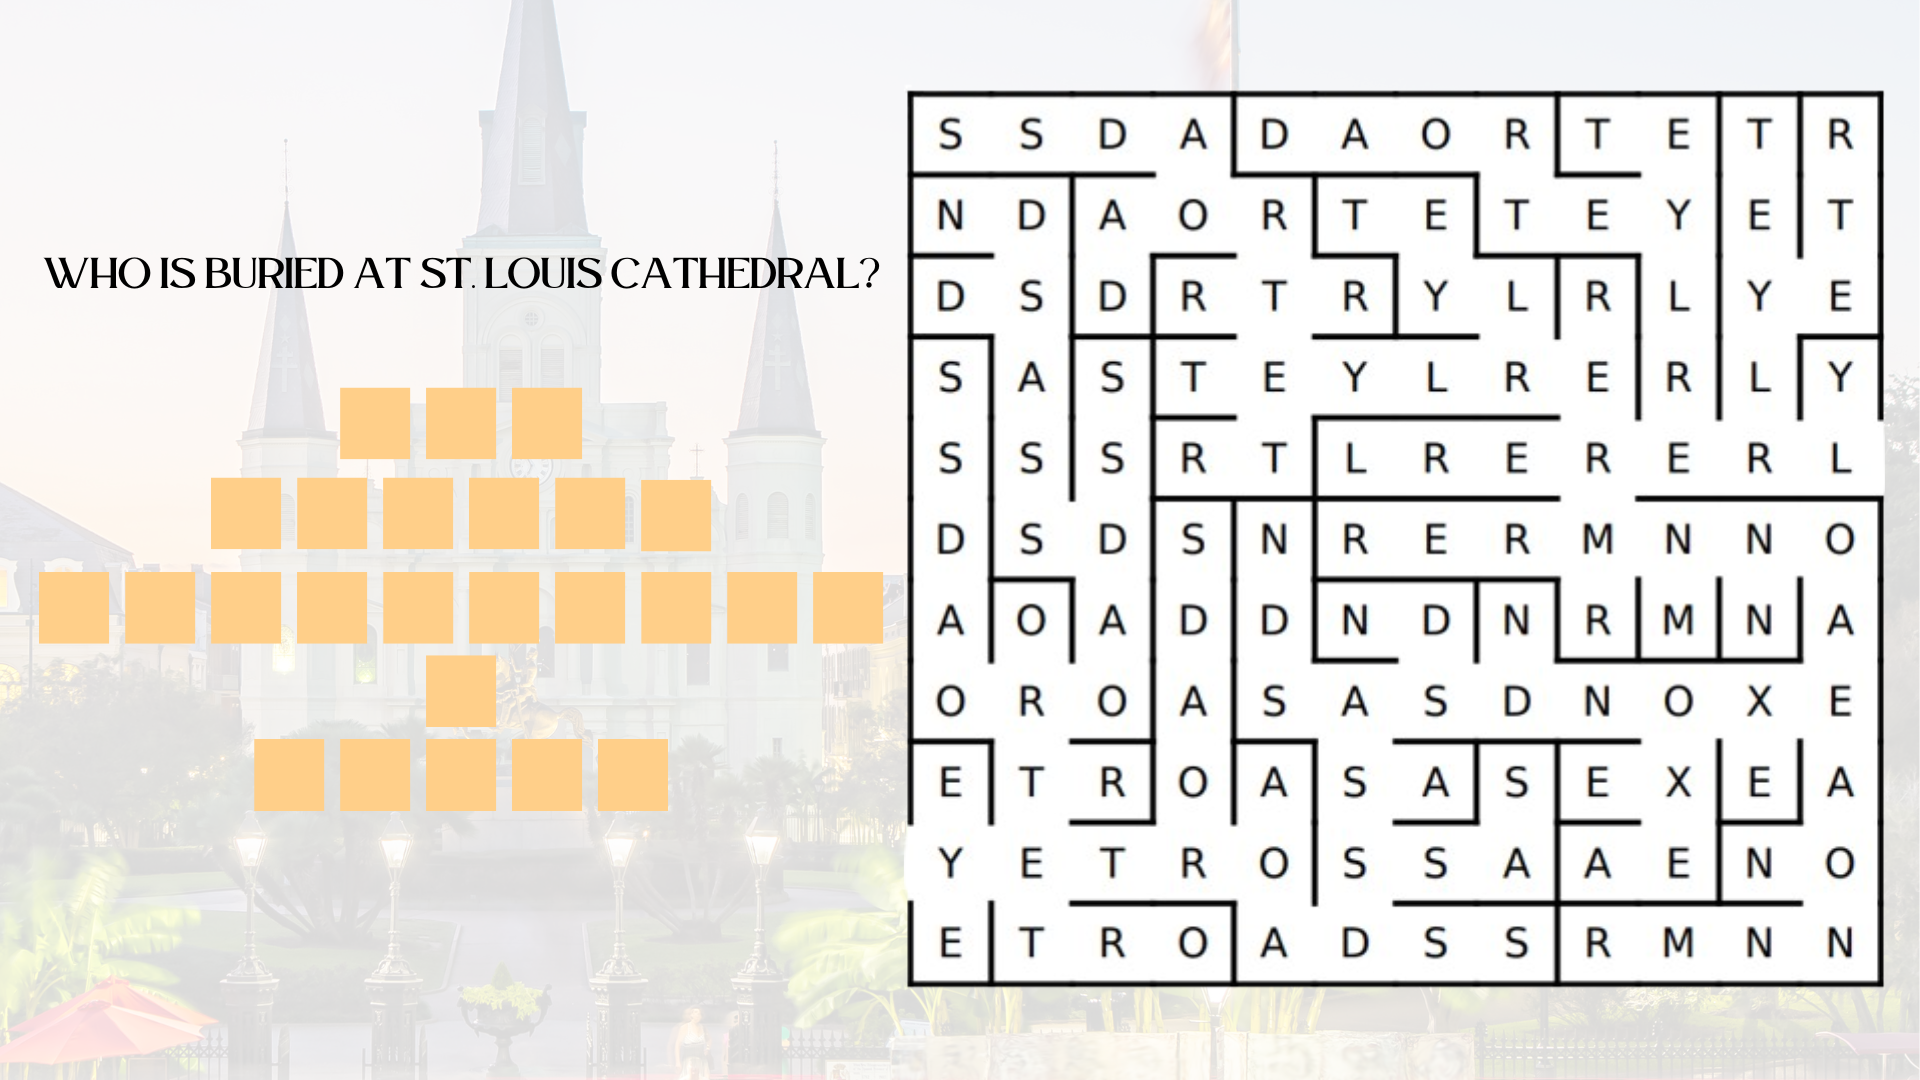 WHO IS BURIED AT ST. LOUIS CATHEDRAL?
S S D A D A O R T E T R
N D A O R T E T E Y E T
D S D R T R Y L R L Y E
S A S T E Y L R E R L Y
S S S R T L R E R E R L
D S D S N R E R M N N O
A O A D D N D N R M N A
O R O A S A S D N O X E
E T R O A S A S E X E A
Y E T R O S S A A E N O
E T R O A D S S R M N N